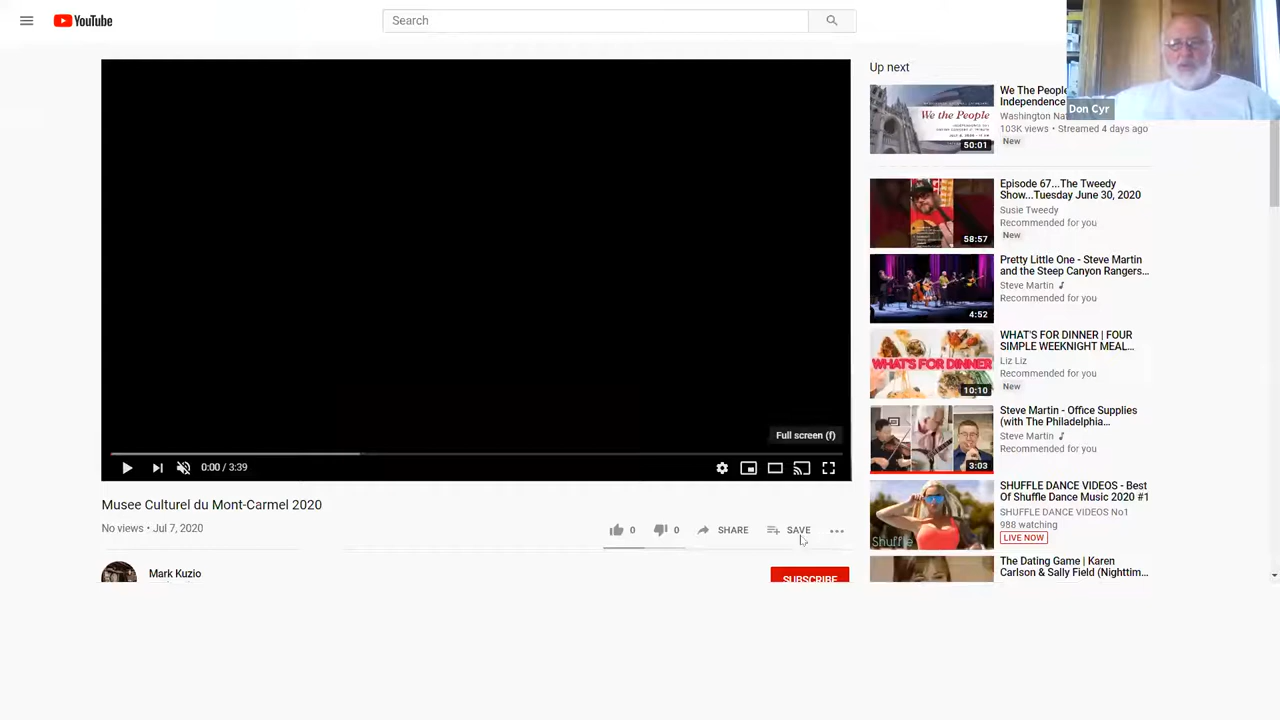 YouTube
Search
Don Cyr
Up next
We the People
50:01
We The People
Independence
Washington Nat
103K views • Streamed 4 days ago
New
58:57
Episode 67...The Tweedy
Show...Tuesday June 30, 2020
Susie Tweedy
Recommended for you
New
4:52
Pretty Little One - Steve Martin
and the Steep Canyon Rangers...
Steve Martin
Recommended for you
WHAT'S FOR DINNER
10:10
WHAT'S FOR DINNER | FOUR
SIMPLE WEEKNIGHT MEAL...
Liz Liz
Recommended for you
New
3:03
Steve Martin - Office Supplies
(with The Philadelphia...
Steve Martin
Recommended for you
Shuffle
SHUFFLE DANCE VIDEOS - Best
Of Shuffle Dance Music 2020 #1
SHUFFLE DANCE VIDEOS No1
988 watching
LIVE NOW
The Dating Game | Karen
Carlson & Sally Field (Nighttim...
Full screen (f)
0:00 / 3:39
Musee Culturel du Mont-Carmel 2020
No views • Jul 7, 2020
0
0
SHARE
SAVE
Mark Kuzio
SUBSCRIBE